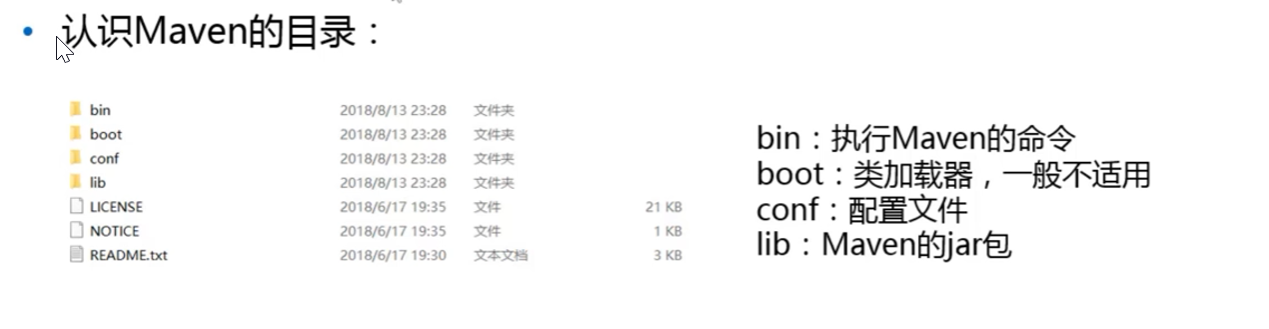 • 认识Maven的目录：
bin 2018/8/13 23:28 文件夹
boot 2018/8/13 23:28 文件夹
conf 2018/8/13 23:28 文件夹
lib 2018/8/13 23:28 文件夹
LICENSE 2018/6/17 19:35 文件 21 KB
NOTICE 2018/6/17 19:35 文件 1 KB
README.txt 2018/6/17 19:30 文本文档 3 KB
bin：执行Maven的命令
boot：类加载器，一般不适用
conf：配置文件
lib：Maven的jar包